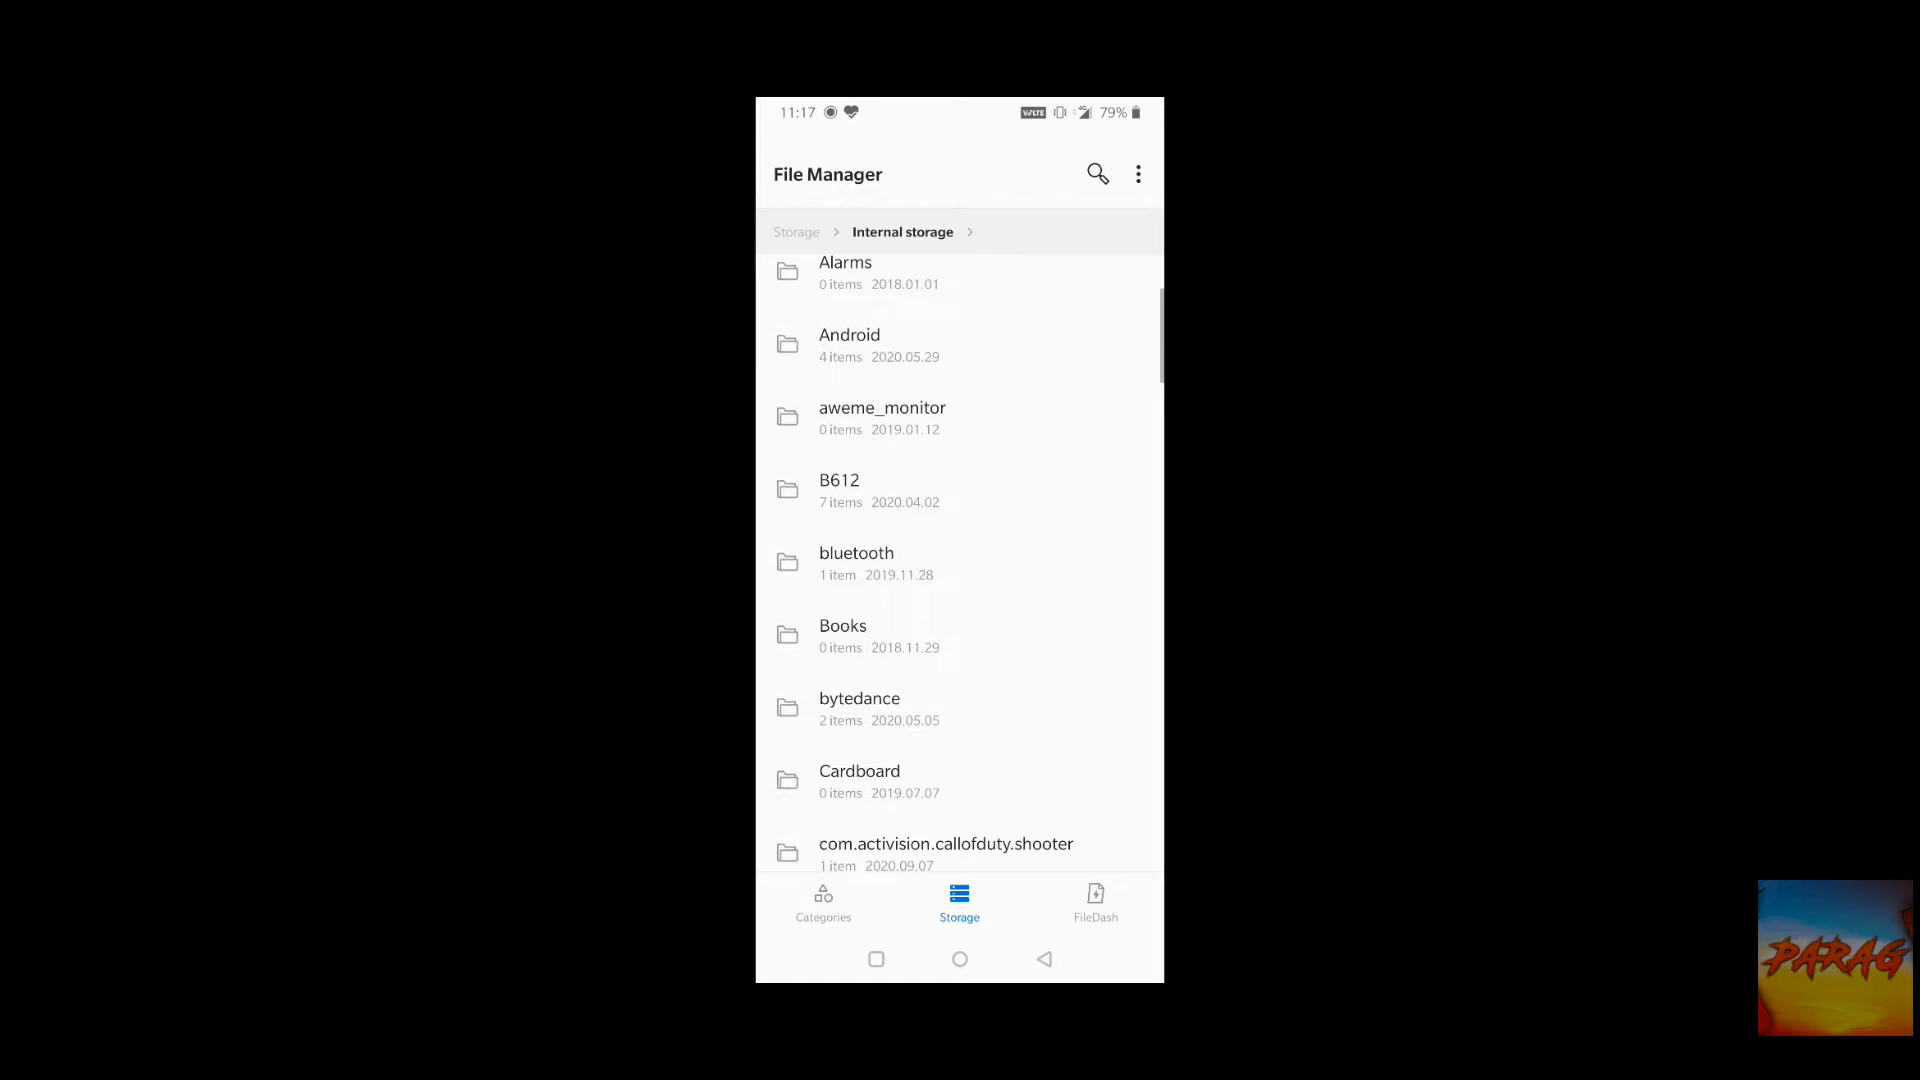 11:17 VoLTE 4G 79%
File Manager
Storage > Internal storage >
Alarms
0 items 2018.01.01
Android
4 items 2020.05.29
aweme_monitor
0 items 2019.01.12
B612
7 items 2020.04.02
bluetooth
1 item 2019.11.28
Books
0 items 2018.11.29
bytedance
2 items 2020.05.05
Cardboard
0 items 2019.07.07
com.activision.callofduty.shooter
1 item 2020.09.07
Categories Storage FileDash
PARAG